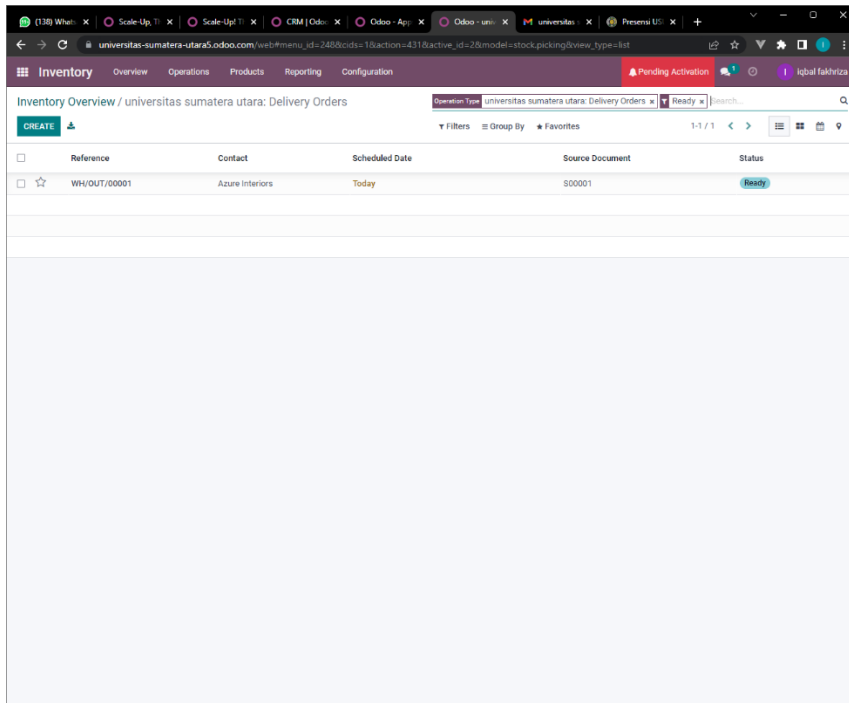 (138) Whats Scale-Up, Th Scale-Up! Th CRM | Odoo Odoo - App Odoo - univ universitas s Presensi US
universitas-sumatera-utara5.odoo.com/web#menu_id=248&cids=1&action=431&active_id=2&model=stock.picking&view_type=list
Inventory Overview Operations Products Reporting Configuration Pending Activation 1 I iqbal fakhriza
Inventory Overview / universitas sumatera utara: Delivery Orders
Operation Type universitas sumatera utara: Delivery Orders × Ready × Search...
CREATE Filters Group By Favorites 1-1 / 1
Reference Contact Scheduled Date Source Document Status
WH/OUT/00001 Azure Interiors Today S00001 Ready